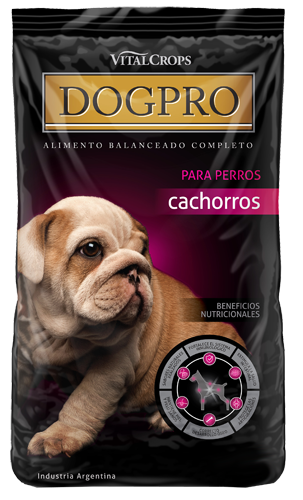 VITALCROPS
DOGPRO
ALIMENTO BALANCEADO COMPLETO
PARA PERROS
cachorros
BENEFICIOS
NUTRICIONALES
Industria Argentina